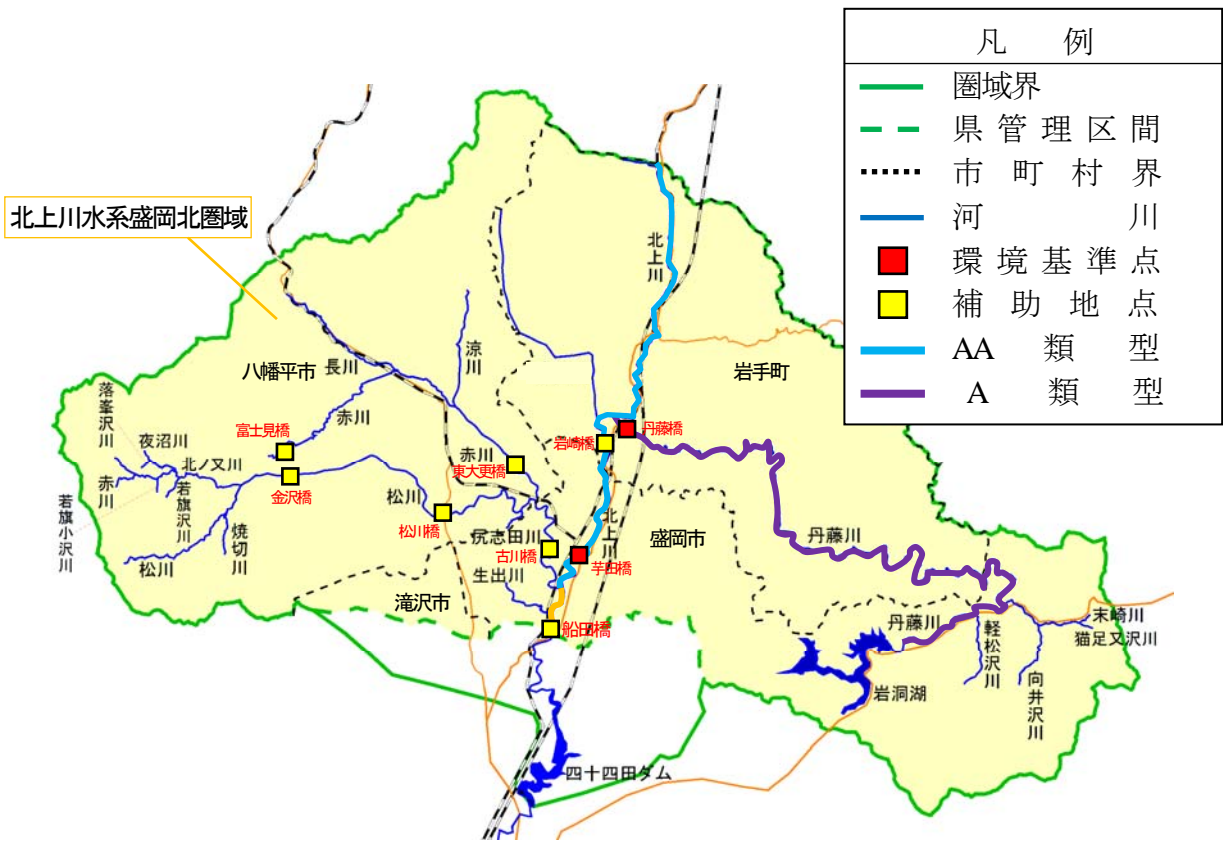 凡例
圏域界
県管理区間
市町村界
河川
環境基準点
補助地点
AA類型
A類型
北上川水系盛岡北圏域
北上川
涼川
八幡平市
長川
岩手町
落峯沢川
夜沼川
富士見橋
赤川
岩崎橋
丹藤橋
北ノ又川
赤川
東大更橋
赤川
若旗沢川
金沢橋
松川
北上川
若旗小沢川
焼切川
松川橋
尻志田川
盛岡市
丹藤川
古川橋
芋田橋
松川
生出川
滝沢市
船田橋
丹藤川
軽松沢川
末崎川
猫足又沢川
向井沢川
岩洞湖
四十四田ダム